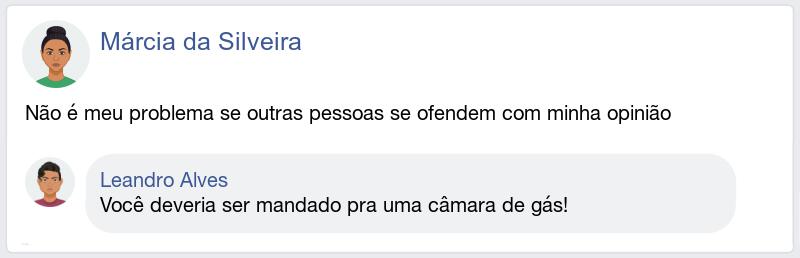 Márcia da Silveira
Não é meu problema se outras pessoas se ofendem com minha opinião
Leandro Alves
Você deveria ser mandado pra uma câmara de gás!